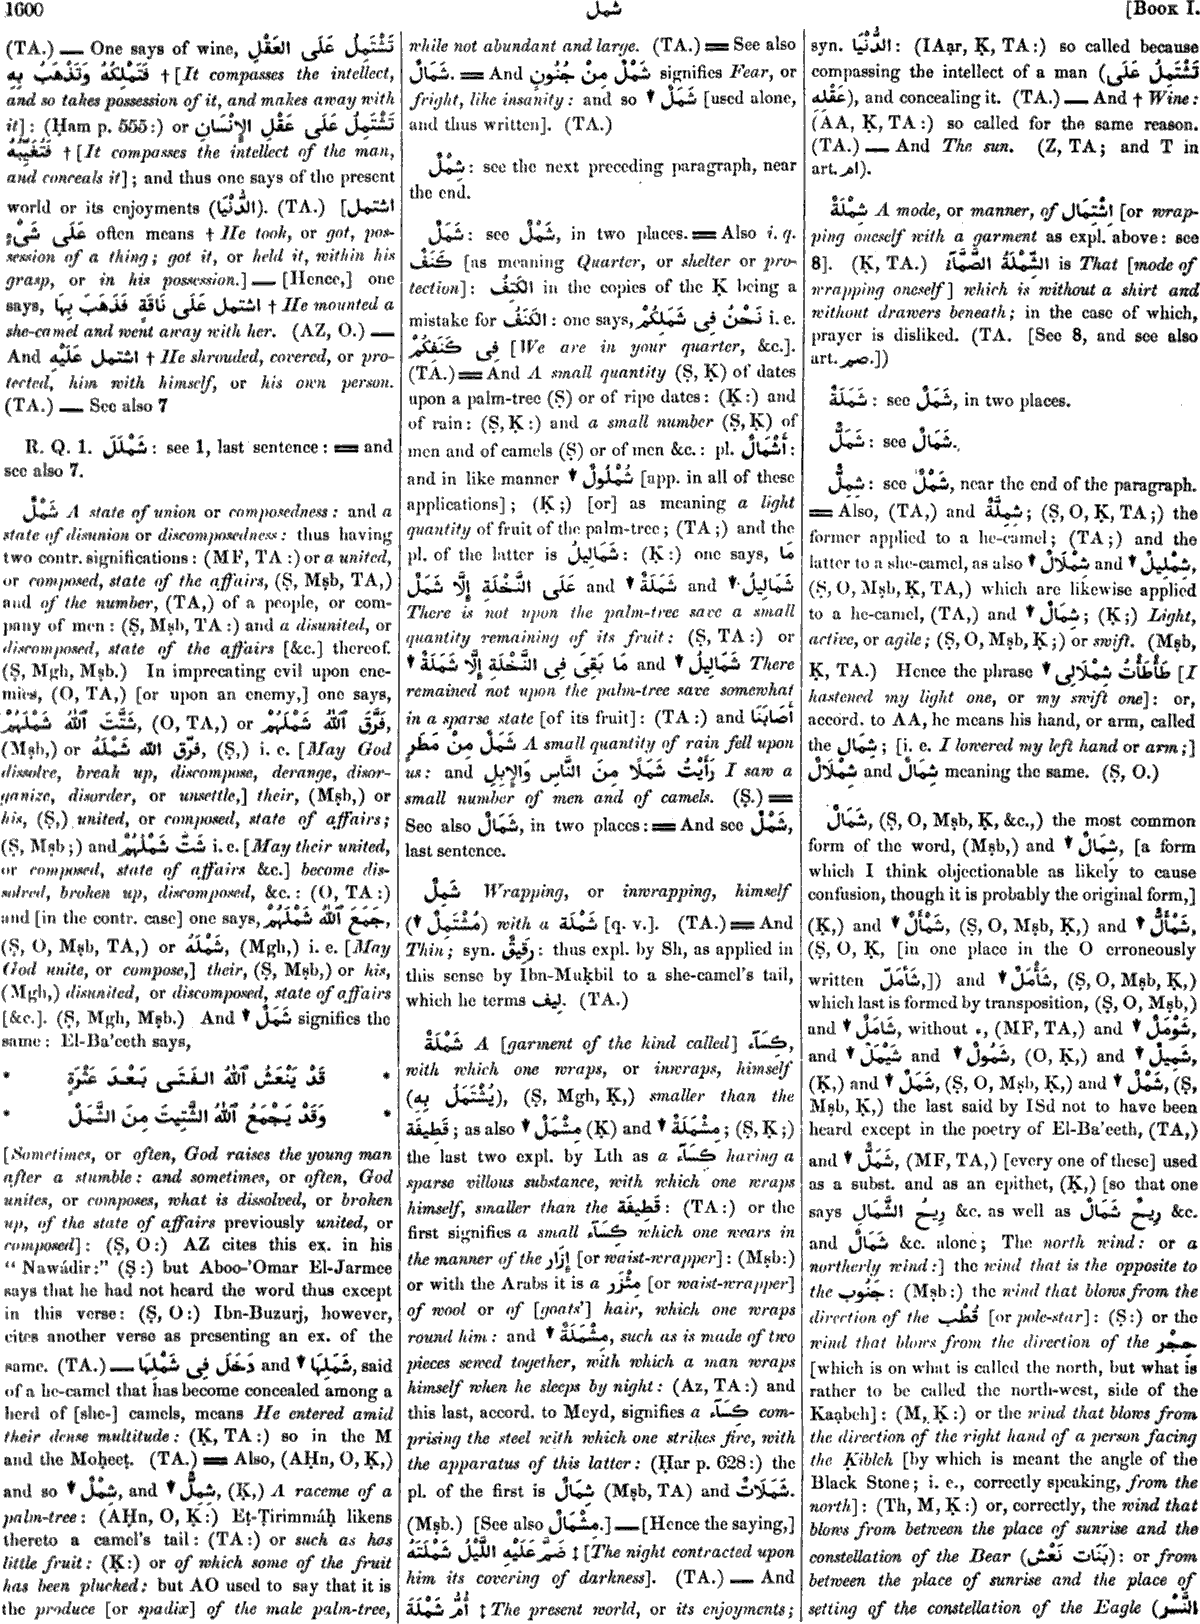 1600
شمل
[BOOK I.
(TA.) — One says of wine, تَشْتَمِلُ عَلَى العَقْلِ
فَتَمْلِكُهُ وَتَذْهَبُ بِهِ † [It compasses the intellect,
and so takes possession of it, and makes away with
it]: (Ḥam p. 555:) or تَشْتَمِلُ عَلَى عَقْلِ الإِنْسَانِ
فَتُغَيِّبُهُ † [It compasses the intellect of the man,
and conceals it]; and thus one says of the present
world or its enjoyments (الدُّنْيَا). (TA.) [اشتمل
عَلَى شَىْءٍ often means † He took, or got, pos-
session of a thing; got it, or held it, within his
grasp, or in his possession.] — [Hence,] one
says, اشتمل عَلَى نَاقَةٍ فَذَهَبَ بِهَا † He mounted a
she-camel and went away with her. (AZ, O.) —
And اشتمل عَلَيْهِ † He shrouded, covered, or pro-
tected, him with himself, or his own person.
(TA.) — See also 7
R. Q. 1. شَمْلَلَ: see 1, last sentence: = and
see also 7.
شَمْلٌ A state of union or composedness: and a
state of disunion or discomposedness: thus having
two contr. significations: (MF, TA:) or a united,
or composed, state of the affairs, (Ṣ, Mṣb, TA,)
and of the number, (TA,) of a people, or com-
pany of men: (Ṣ, Mṣb, TA:) and a disunited, or
discomposed, state of the affairs [&c.] thereof.
(Ṣ, Mgh, Mṣb.) In imprecating evil upon ene-
mies, (O, TA,) [or upon an enemy,] one says,
شَتَّتَ ٱللّٰهُ شَمْلَهُمْ, (O, TA,) or فَرَّقَ ٱللّٰهُ شَمْلَهُمْ,
(Mṣb,) or فرّق الله شَمْلَهُ, (Ṣ,) i. e. [May God
dissolve, break up, discompose, derange, disor-
ganize, disorder, or unsettle,] their, (Mṣb,) or
his, (Ṣ,) united, or composed, state of affairs;
(Ṣ, Mṣb;) and شَتَّ شَمْلُهُمْ i. e. [May their united,
or composed, state of affairs &c.] become dis-
solved, broken up, discomposed, &c.: (O, TA:)
and [in the contr. case] one says, جَمَعَ ٱللّٰهُ شَمْلَهُمْ,
(Ṣ, O, Mṣb, TA,) or شَمْلَهُ, (Mgh,) i. e. [May
God unite, or compose,] their, (Ṣ, Mṣb,) or his,
(Mgh,) disunited, or discomposed, state of affairs
[&c.]. (Ṣ, Mgh, Mṣb.) And ▼ شَمَلٌ signifies the
same: El-Ba'eeth says,
* قَدْ يَنْعَشُ ٱللّٰهُ الفَتَى بَعْدَ عَثْرَةٍ *
* وَقَدْ يَجْمَعُ ٱللّٰهُ الشَّتِيتَ مِنَ الشَّمَلْ *
[Sometimes, or often, God raises the young man
after a stumble: and sometimes, or often, God
unites, or composes, what is dissolved, or broken
up, of the state of affairs previously united, or
composed]: (Ṣ, O:) AZ cites this ex. in his
"Nawádir:" (Ṣ:) but Aboo-'Omar El-Jarmee
says that he had not heard the word thus except
in this verse: (Ṣ, O:) Ibn-Buzurj, however,
cites another verse as presenting an ex. of the
same. (TA.) — دَخَلَ فِى شَمْلِهَا and ▼ شَمَلِهَا, said
of a he-camel that has become concealed among a
herd of [she-] camels, means He entered amid
their dense multitude: (Ḳ, TA:) so in the M
and the Moḥeeṭ. (TA.) = Also, (AḤn, O, Ḳ,)
and so ▼ شِمْلٌ, and ▼ شِمِلٌّ, (Ḳ,) A raceme of a
palm-tree: (AḤn, O, Ḳ:) Eṭ-Ṭirimmáḥ likens
thereto a camel's tail: (TA:) or such as has
little fruit: (Ḳ:) or of which some of the fruit
has been plucked: but AO used to say that it is
the produce [or spadix] of the male palm-tree,
while not abundant and large. (TA.) = See also
شَمَالٌ. = And شَمْلٌ مِنْ جُنُونٍ signifies Fear, or
fright, like insanity: and so ▼ شَمَلٌ [used alone,
and thus written]. (TA.)
شِمْلٌ: see the next preceding paragraph, near
the end.
شَمَلٌ: see شَمْلٌ, in two places. = Also i. q.
كَنَفٌ [as meaning Quarter, or shelter or pro-
tection]: الكَتِفُ in the copies of the Ḳ being a
mistake for الكَنَفُ: one says, نَحْنُ فِى شَمَلِكُمْ i. e.
فِى كَنَفِكُمْ [We are in your quarter, &c.].
(TA.) = And A small quantity (Ṣ, Ḳ) of dates
upon a palm-tree (Ṣ) or of ripe dates: (Ḳ:) and
of rain: (Ṣ, Ḳ:) and a small number (Ṣ, Ḳ) of
men and of camels (Ṣ) or of men &c.: pl. أَشْمَالٌ:
and in like manner ▼ شُمْلُولٌ [app. in all of these
applications]; (Ḳ;) [or] as meaning a light
quantity of fruit of the palm-tree; (TA;) and the
pl. of the latter is شَمَالِيلُ: (Ḳ:) one says, مَا
عَلَى النَّخْلَةِ إِلَّا شَمَلٌ and ▼ شَمَلَةٌ and ▼ شَمَالِيلُ
There is not upon the palm-tree save a small
quantity remaining of its fruit: (Ṣ, TA:) or
مَا بَقِىَ فِى النَّخْلَةِ إِلَّا شَمَلَةٌ ▼ and ▼ شَمَالِيلُ There
remained not upon the palm-tree save somewhat
in a sparse state [of its fruit]: (TA:) and أَصَابَنَا
شَمَلٌ مِنْ مَطَرٍ A small quantity of rain fell upon
us: and رَأَيْتُ شَمَلًا مِنَ النَّاسِ وَالإِبِلِ I saw a
small number of men and of camels. (Ṣ.) =
See also شَمَالٌ, in two places: = And see شَمْلٌ,
last sentence.
شَمِلٌ Wrapping, or inwrapping, himself
(▼ مُشْتَمِلٌ) with a شَمْلَة [q. v.]. (TA.) = And
Thin; syn. رَقِيقٌ: thus expl. by Sh, as applied in
this sense by Ibn-Muḳbil to a she-camel's tail,
which he terms لِيف. (TA.)
شَمْلَةٌ A [garment of the kind called] كِسَآء,
with which one wraps, or inwraps, himself
(يُشْتَمَلُ بِهِ), (Ṣ, Mgh, Ḳ,) smaller than the
قَطِيفَة; as also ▼ مِشْمَلٌ (Ḳ) and ▼ مِشْمَلَةٌ; (Ṣ, Ḳ;)
the last two expl. by Lth as a كِسَآء having a
sparse villous substance, with which one wraps
himself, smaller than the قَطِيفَة: (TA:) or the
first signifies a small كِسَآء which one wears in
the manner of the إِزَار [or waist-wrapper]: (Mṣb:)
or with the Arabs it is a مِئْزَر [or waist-wrapper]
of wool or of [goats'] hair, which one wraps
round him: and ▼ مِشْمَلَةٌ, such as is made of two
pieces sewed together, with which a man wraps
himself when he sleeps by night: (Az, TA:) and
this last, accord. to Meyd, signifies a كِسَآء com-
prising the steel with which one strikes fire, with
the apparatus of this latter: (Ḥar p. 628:) the
pl. of the first is شِمَالٌ (Mṣb, TA) and شَمَلَاتٌ.
(Mṣb.) [See also مِشْمَالٌ.] — [Hence the saying,]
ضَمَّ عَلَيْهِ اللَّيْلُ شَمْلَتَهُ ‡ [The night contracted upon
him its covering of darkness]. (TA.) — And
أُمُّ شَمْلَةَ ‡ The present world, or its enjoyments;
syn. الدُّنْيَا: (IAạr, Ḳ, TA:) so called because
compassing the intellect of a man (تَشْتَمِلُ عَلَى
عَقْلِهِ), and concealing it. (TA.) — And † Wine:
(AA, Ḳ, TA:) so called for the same reason.
(TA.) — And The sun. (Z, TA; and T in
art. ام).
شِمْلَةٌ A mode, or manner, of اشْتِمَال [or wrap-
ping oneself with a garment as expl. above: see
8]. (Ḳ, TA.) الشِّمْلَةُ الصَّمَّآءُ is That [mode of
wrapping oneself] which is without a shirt and
without drawers beneath; in the case of which,
prayer is disliked. (TA. [See 8, and see also
art. صمر.])
شَمَلَةٌ: see شَمَلٌ, in two places.
شَمَلٌّ: see شَمَالٌ.
شِمِلٌّ: see شَمْلٌ, near the end of the paragraph.
= Also, (TA,) and شِمِلَّةٌ; (Ṣ, O, Ḳ, TA;) the
former applied to a he-camel; (TA;) and the
latter to a she-camel, as also ▼ شِمْلَالٌ and ▼ شِمْلِيلٌ,
(Ṣ, O, Mṣb, Ḳ, TA,) which are likewise applied
to a he-camel, (TA,) and ▼ شِمَالٌ; (Ḳ;) Light,
active, or agile; (Ṣ, O, Mṣb, Ḳ;) or swift. (Mṣb,
Ḳ, TA.) Hence the phrase ▼ طَأْطَأْتُ شِمْلَالِى [I
hastened my light one, or my swift one]: or,
accord. to AA, he means his hand, or arm, called
the شِمَال; [i. e. I lowered my left hand or arm;]
شِمْلَالٌ and شِمَالٌ meaning the same. (Ṣ, O.)
شَمَالٌ, (Ṣ, O, Mṣb, Ḳ, &c.,) the most common
form of the word, (Mṣb,) and ▼ شِمَالٌ, [a form
which I think objectionable as likely to cause
confusion, though it is probably the original form,]
(Ḳ,) and ▼ شَمْأَلٌ, (Ṣ, O, Mṣb, Ḳ,) and ▼ شَمْأَلٌّ,
(Ṣ, O, Ḳ, [in one place in the O erroneously
written شَأْمَلّ,]) and ▼ شَأْمَلٌ, (Ṣ, O, Mṣb, Ḳ,)
which last is formed by transposition, (Ṣ, O, Mṣb,)
and ▼ شَامَلٌ, without ء, (MF, TA,) and ▼ شَوْمَلٌ
and ▼ شَيْمَلٌ and ▼ شَمُولٌ, (O, Ḳ,) and ▼ شَمِيلٌ,
(Ḳ,) and ▼ شَمَلٌ, (Ṣ, O, Mṣb, Ḳ,) and ▼ شَمْلٌ, (Ṣ,
Mṣb, Ḳ,) the last said by ISd not to have been
heard except in the poetry of El-Ba'eeth, (TA,)
and ▼ شَمَلٌّ, (MF, TA,) [every one of these] used
as a subst. and as an epithet, (Ḳ,) [so that one
says رِيحُ الشَّمَالِ &c. as well as رِيحٌ شَمَالٌ &c.
and شَمَالٌ &c. alone; The north wind: or a
northerly wind:] the wind that is the opposite to
the جَنُوب: (Mṣb:) the wind that blows from the
direction of the قُطْب [or pole-star]: (Ṣ:) or the
wind that blows from the direction of the حِجْر
[which is on what is called the north, but what is
rather to be called the north-west, side of the
Kaạbeh]: (M, Ḳ:) or the wind that blows from
the direction of the right hand of a person facing
the Ḳibleh [by which is meant the angle of the
Black Stone; i. e., correctly speaking, from the
north]: (Th, M, Ḳ:) or, correctly, the wind that
blows from between the place of sunrise and the
constellation of the Bear (بَنَات نَعْش): or from
between the place of sunrise and the place of
setting of the constellation of the Eagle (النَّسْر)